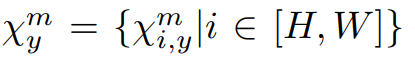 χ_y^m = {χ_{i,y}^m | i ∈ [H, W]}